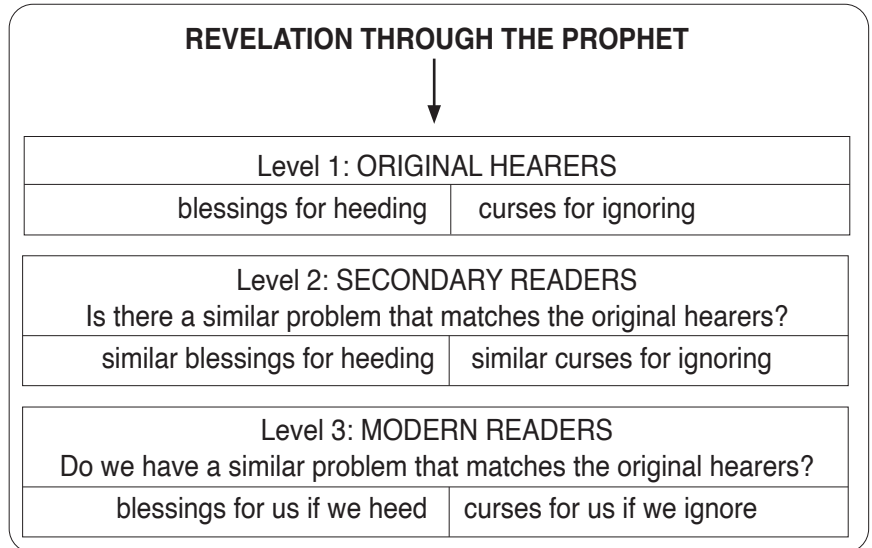 REVELATION THROUGH THE PROPHET
Level 1: ORIGINAL HEARERS
blessings for heeding curses for ignoring
Level 2: SECONDARY READERS
Is there a similar problem that matches the original hearers?
similar blessings for heeding similar curses for ignoring
Level 3: MODERN READERS
Do we have a similar problem that matches the original hearers?
blessings for us if we heed curses for us if we ignore